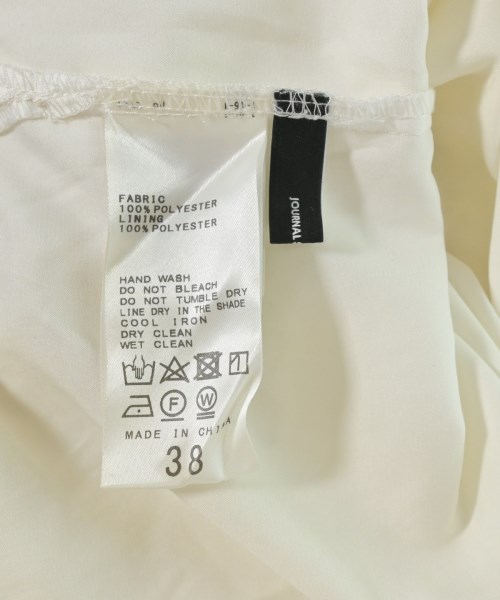 FABRIC
100% POLYESTER
LINING
100% POLYESTER
JOURNAL
HAND WASH
DO NOT BLEACH
DO NOT TUMBLE DRY
LINE DRY IN THE SHADE
COOL IRON
DRY CLEAN
WET CLEAN
F W
MADE IN CHINA
38